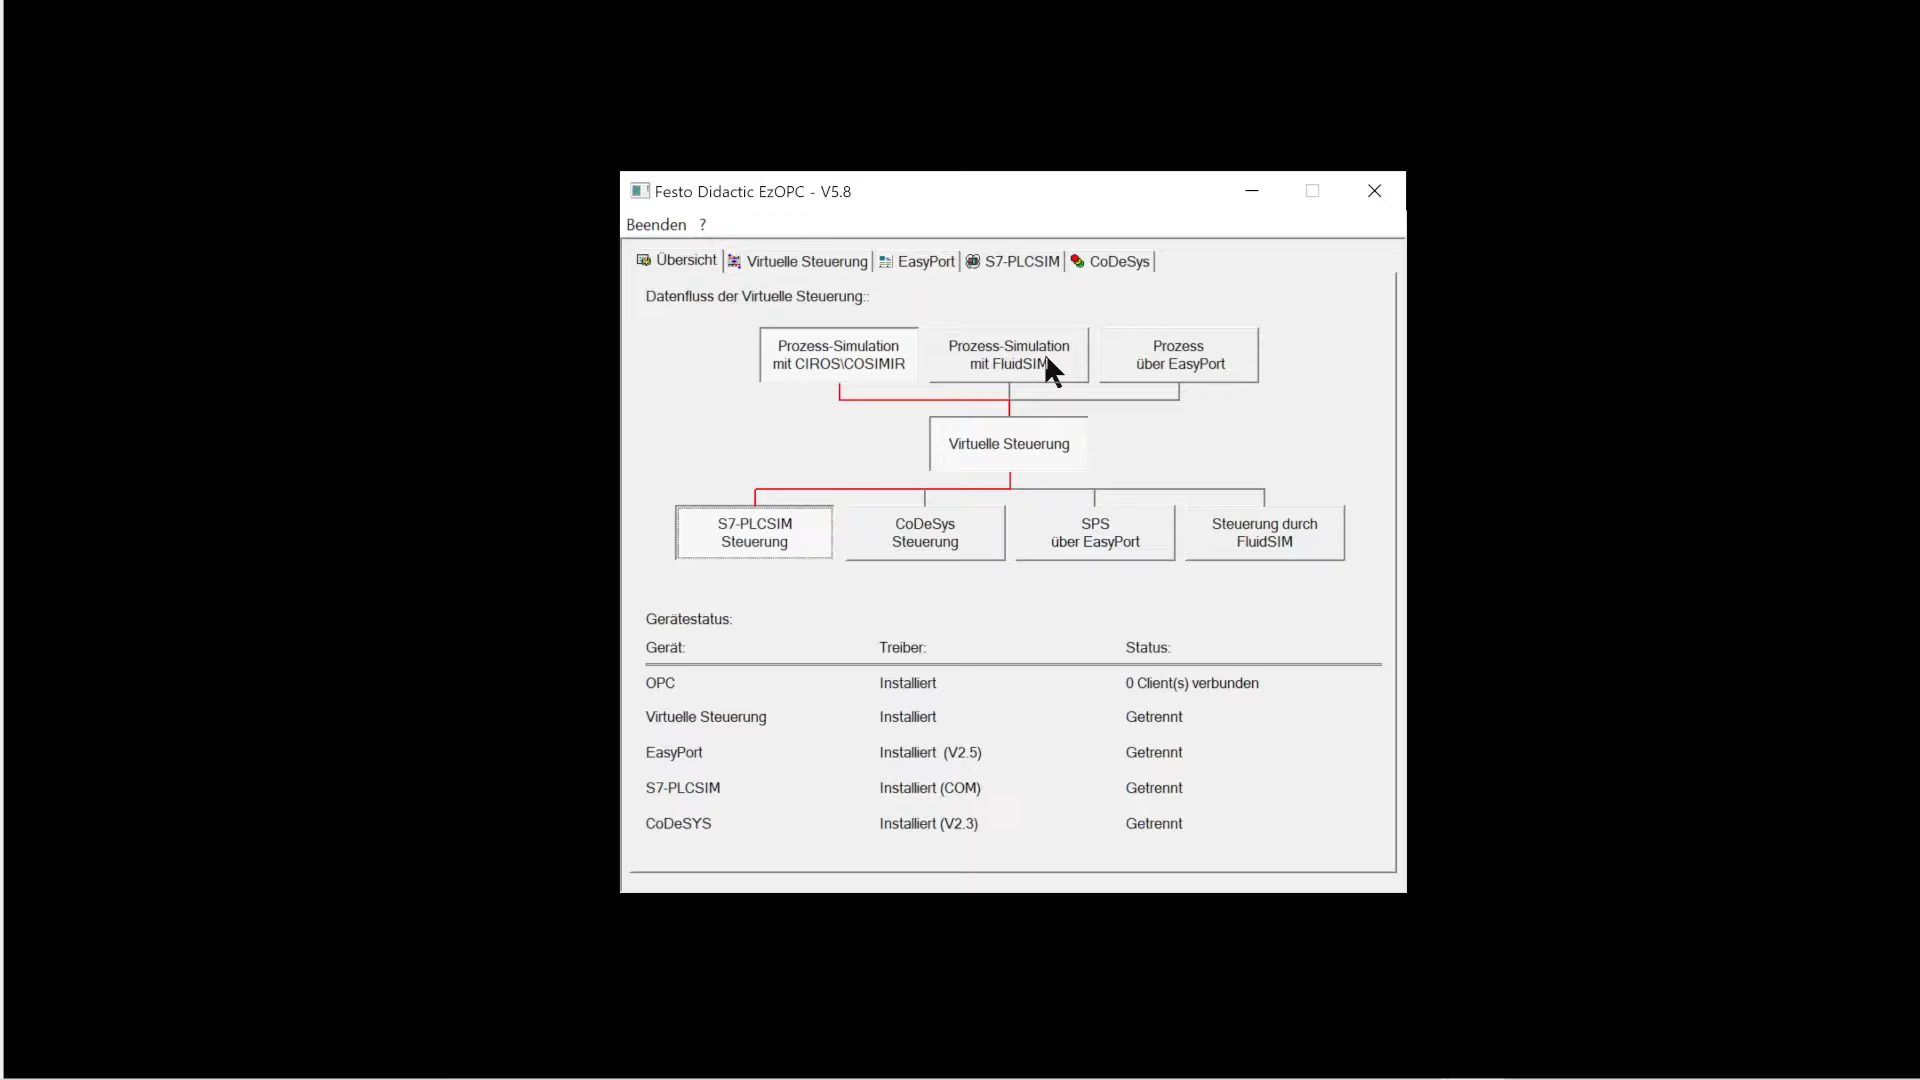 Festo Didactic EzOPC - V5.8
Beenden ?
Übersicht Virtuelle Steuerung EasyPort S7-PLCSIM CoDeSys
Datenfluss der Virtuelle Steuerung::
Prozess-Simulation
mit CIROS\COSIMIR
Prozess-Simulation
mit FluidSIM
Prozess
über EasyPort
Virtuelle Steuerung
S7-PLCSIM
Steuerung
CoDeSys
Steuerung
SPS
über EasyPort
Steuerung durch
FluidSIM
Gerätestatus:
Gerät: Treiber: Status:
OPC Installiert 0 Client(s) verbunden
Virtuelle Steuerung Installiert Getrennt
EasyPort Installiert (V2.5) Getrennt
S7-PLCSIM Installiert (COM) Getrennt
CoDeSYS Installiert (V2.3) Getrennt